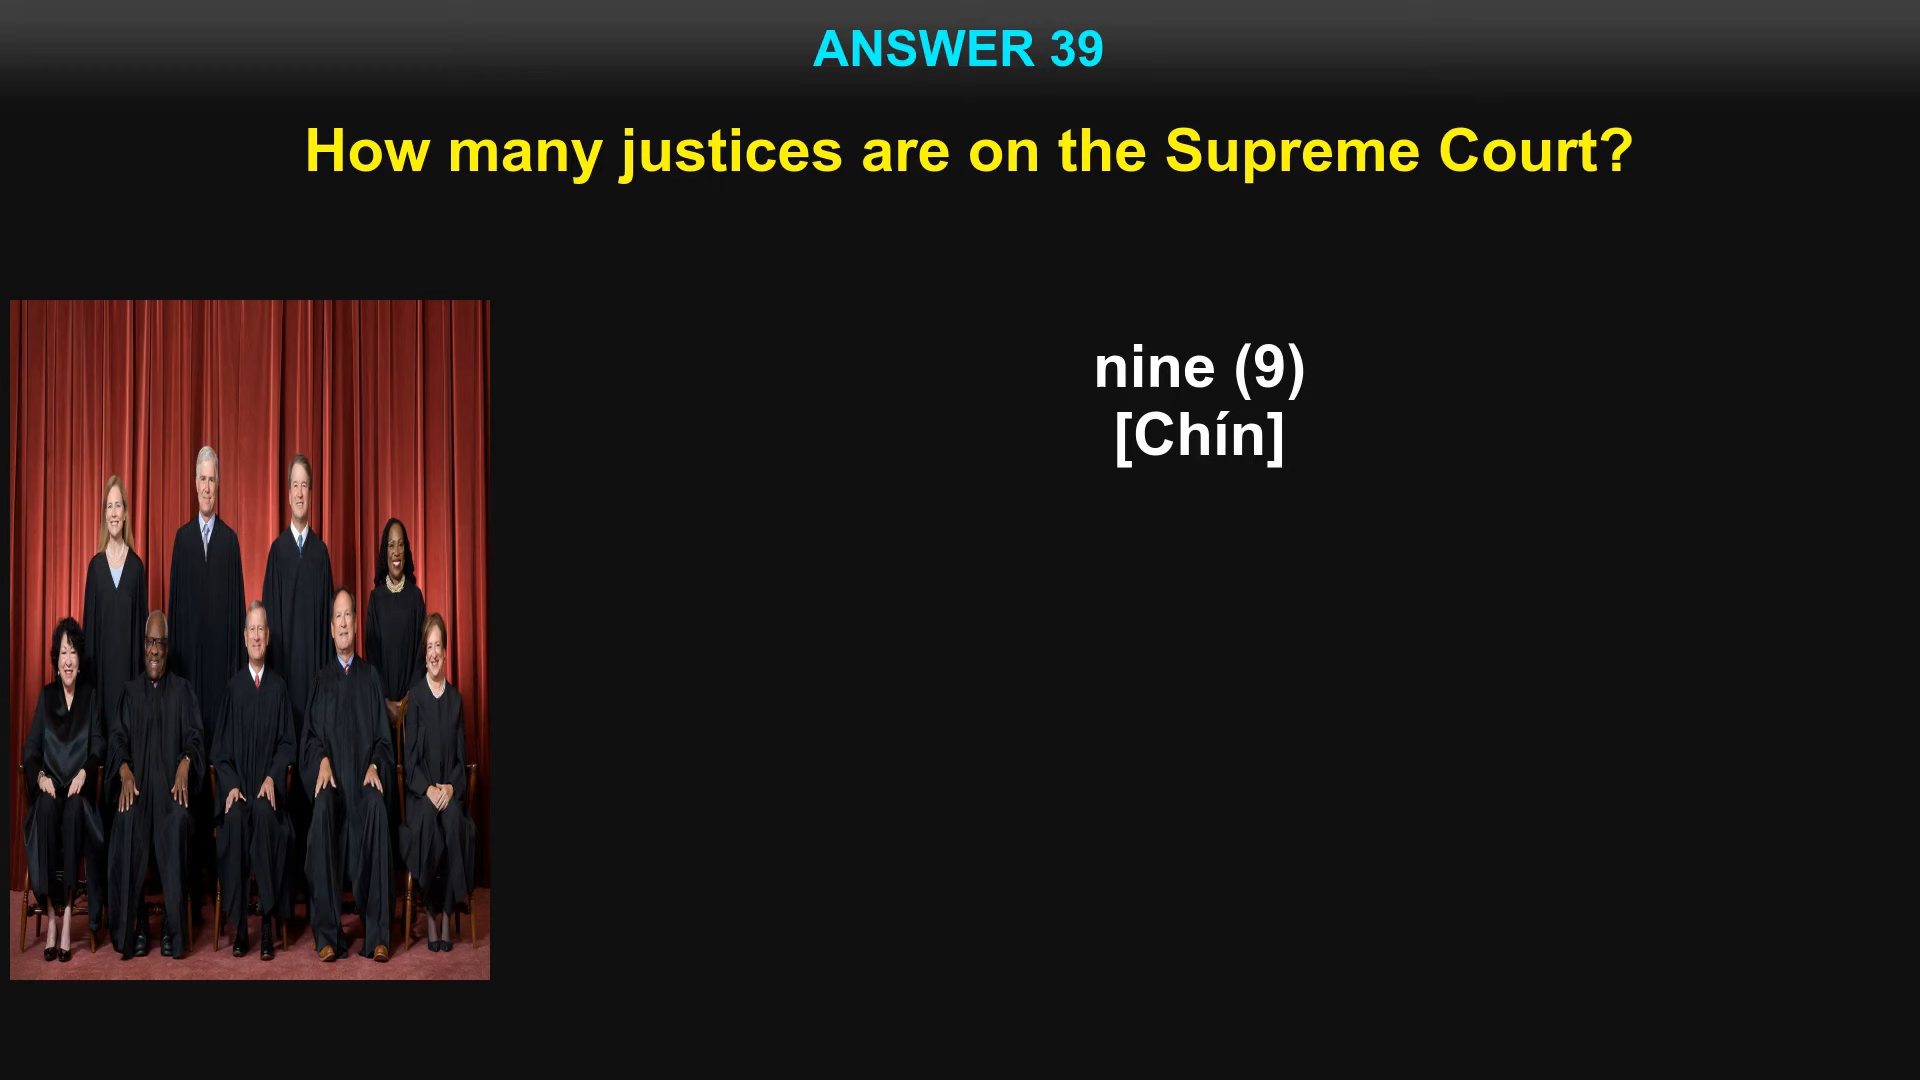 ANSWER 39
How many justices are on the Supreme Court?
nine (9)
[Chín]